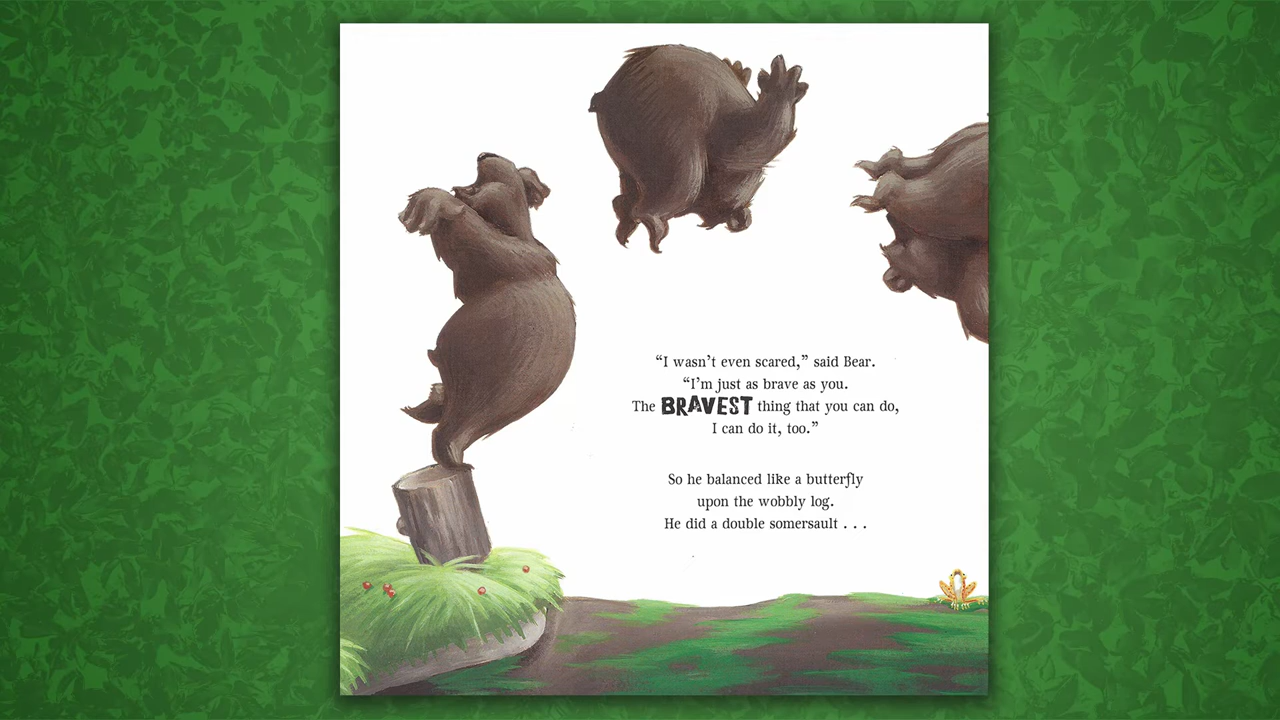 “I wasn’t even scared,” said Bear.
“I’m just as brave as you.
The BRAVEST thing that you can do,
I can do it, too.”
So he balanced like a butterfly
upon the wobbly log.
He did a double somersault . . .